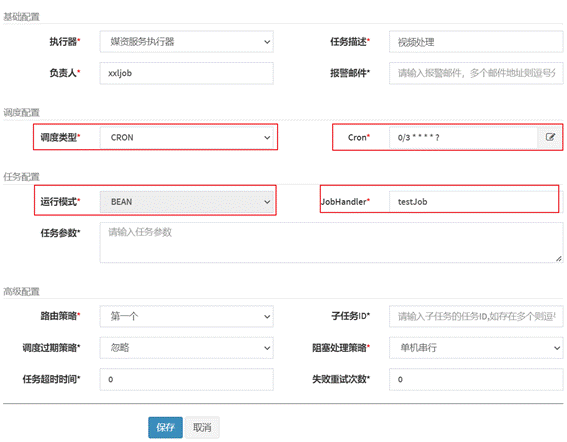 基础配置
执行器* 媒资服务执行器 任务描述* 视频处理
负责人* xxljob 报警邮件* 请输入报警邮件，多个邮件地址则逗号分
调度配置
调度类型* CRON Cron* 0/3 * * * * ?
任务配置
运行模式* BEAN JobHandler* testJob
任务参数* 请输入任务参数
高级配置
路由策略* 第一个 子任务ID* 请输入子任务的任务ID,如存在多个则逗
调度过期策略* 忽略 阻塞处理策略* 单机串行
任务超时时间* 0 失败重试次数* 0
保存 取消